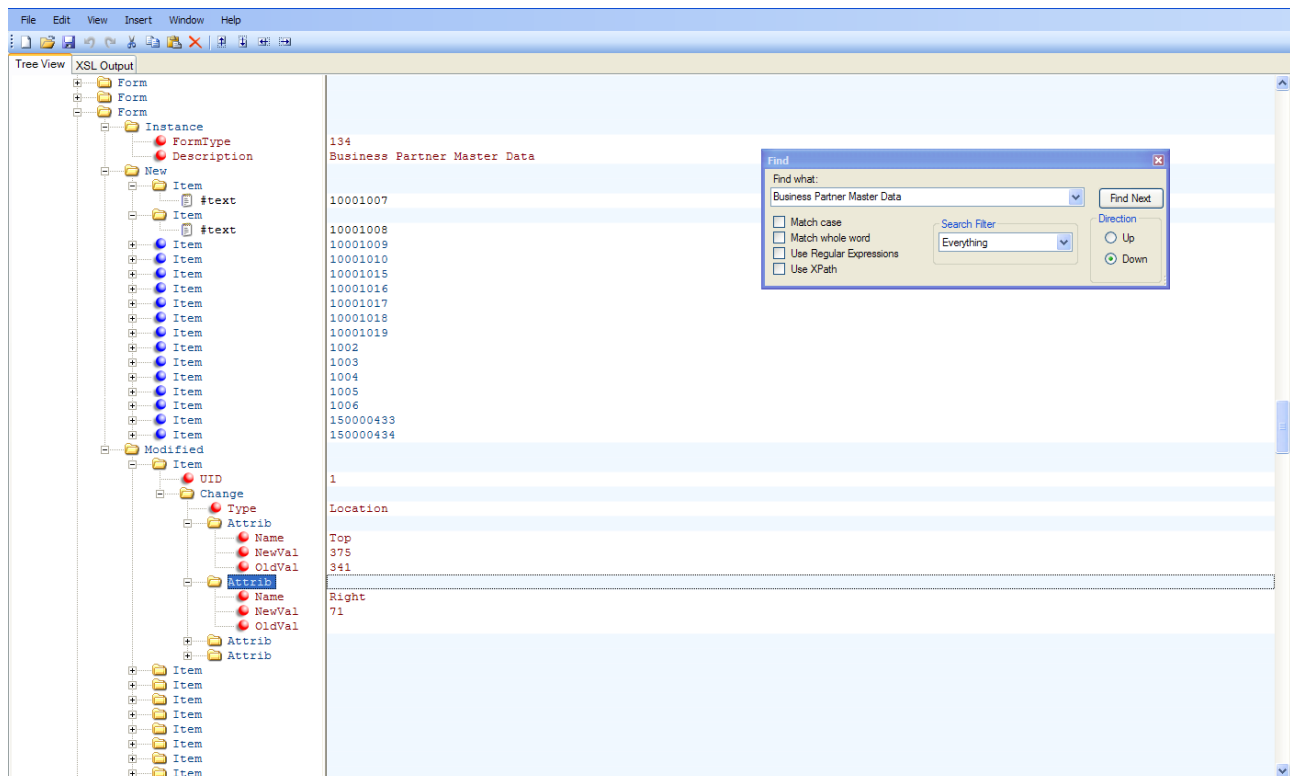 File Edit View Insert Window Help
Tree View XSL Output
Form
Form
Form
Instance
FormType 134
Description Business Partner Master Data
New
Item
#text 10001007
Item
#text 10001008
Item 10001009
Item 10001010
Item 10001015
Item 10001016
Item 10001017
Item 10001018
Item 10001019
Item 1002
Item 1003
Item 1004
Item 1005
Item 1006
Item 150000433
Item 150000434
Modified
Item
UID 1
Change
Type Location
Attrib
Name Top
NewVal 375
OldVal 341
Attrib
Name Right
NewVal 71
OldVal
Attrib
Attrib
Item
Item
Item
Item
Item
Item
Item
Item
Find
Find what:
Business Partner Master Data Find Next
Match case Search Filter Direction
Match whole word Everything Up
Use Regular Expressions Down
Use XPath